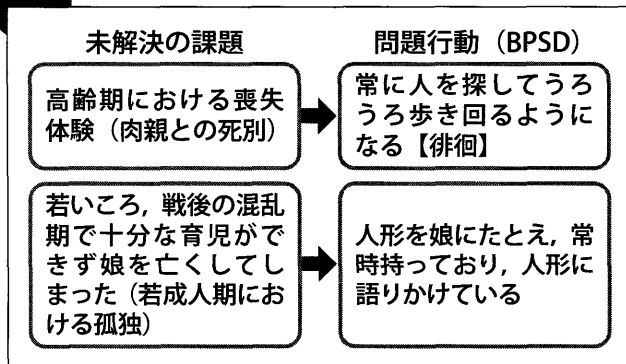 未解決の課題
問題行動（BPSD）
高齢期における喪失
体験（肉親との死別）
常に人を探してうろ
うろ歩き回るように
なる【徘徊】
若いころ，戦後の混乱
期で十分な育児がで
きず娘を亡くしてし
まった（若成人期にお
ける孤独）
人形を娘にたとえ，常
時持っており，人形に
語りかけている